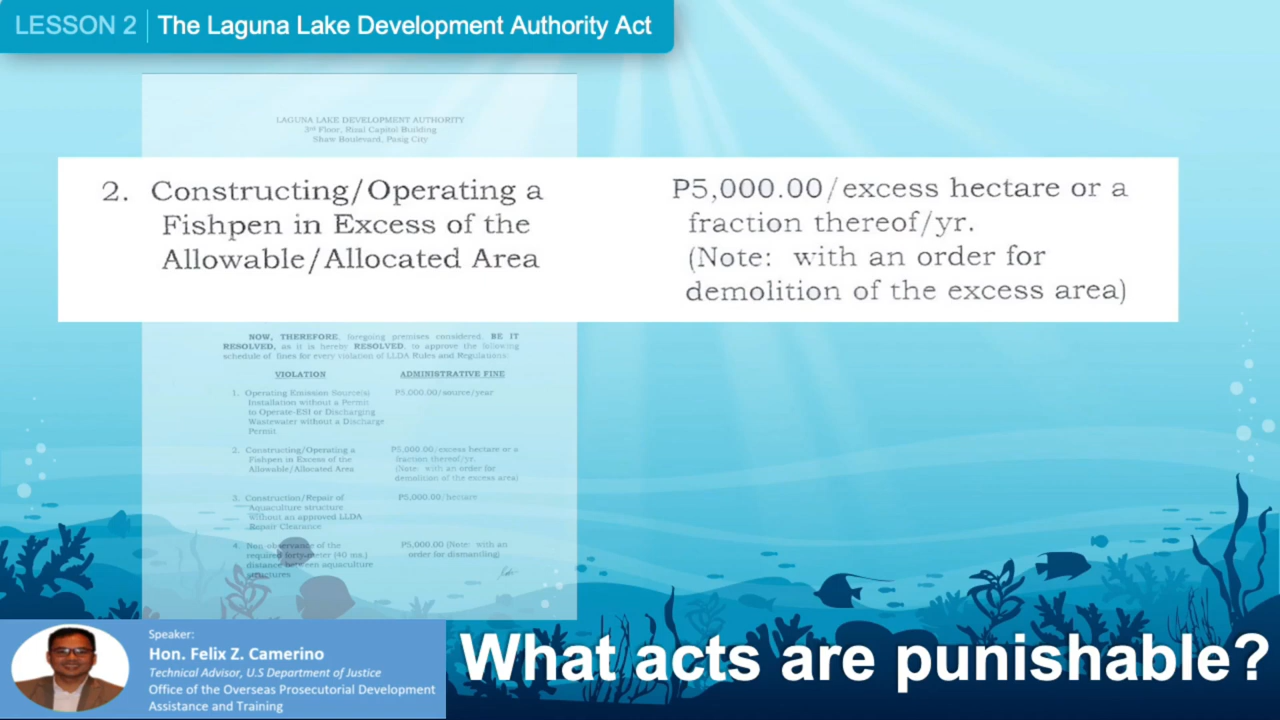 LESSON 2 The Laguna Lake Development Authority Act
LAGUNA LAKE DEVELOPMENT AUTHORITY
3rd Floor, Rizal Capitol Building
Shaw Boulevard, Pasig City
2. Constructing/Operating a
Fishpen in Excess of the
Allowable/Allocated Area
P5,000.00/excess hectare or a
fraction thereof/yr.
(Note: with an order for
demolition of the excess area)
NOW, THEREFORE, foregoing premises considered, BE IT
RESOLVED, as it is hereby RESOLVED, to approve the following
schedule of fines for every violation of LLDA Rules and Regulations:
VIOLATION
ADMINISTRATIVE FINE
1. Operating Emission Source(s)
Installation without a Permit
to Operate-ESI or Discharging
Wastewater without a Discharge
Permit
P5,000.00/source/year
2. Constructing/Operating a
Fishpen in Excess of the
Allowable/Allocated Area
P5,000.00/excess hectare or a
fraction thereof/yr.
(Note: with an order for
demolition of the excess area)
3. Construction/Repair of
Aquaculture structure
without an approved LLDA
Repair Clearance
P5,000.00/hectare
4. Non observance of the
required forty-meter (40 ms.)
distance between aquaculture
structures
P5,000.00 (Note: with an
order for dismantling)
Speaker:
Hon. Felix Z. Camerino
Technical Advisor, U.S Department of Justice
Office of the Overseas Prosecutorial Development
Assistance and Training
What acts are punishable?